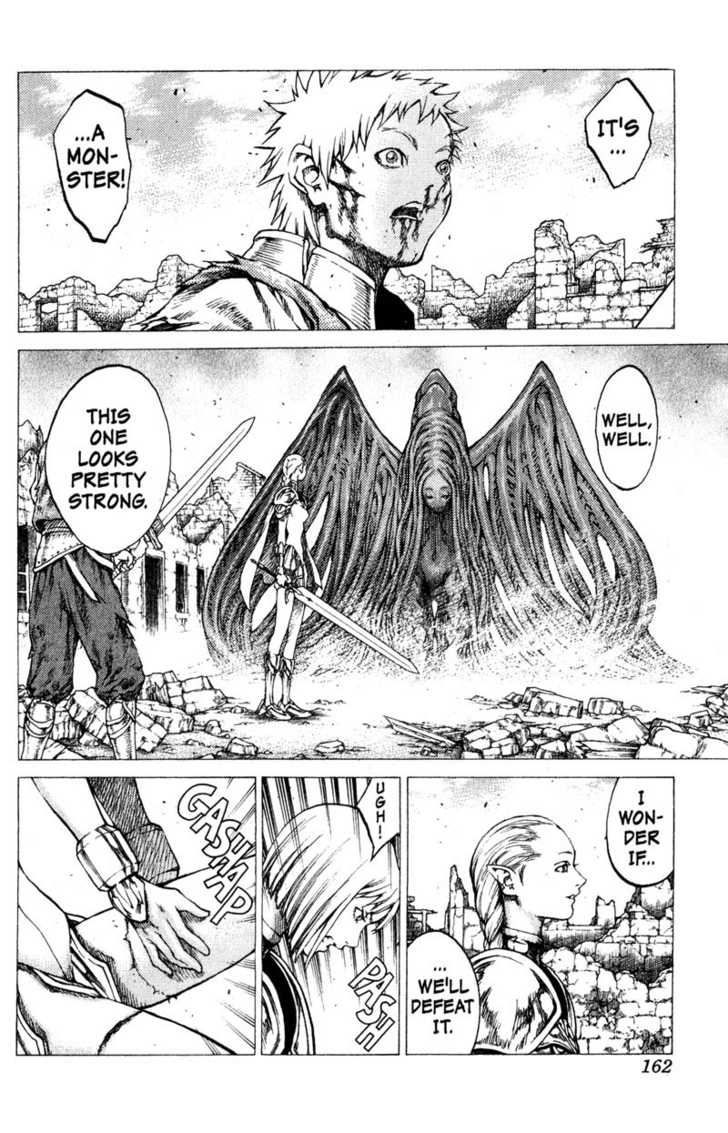 IT'S
...
...A
MON-
STER!
WELL,
WELL.
THIS
ONE
LOOKS
PRETTY
STRONG.
I
WON-
DER
IF...
...
WE'LL
DEFEAT
IT.
UGH!
DASH
GASHAP
162